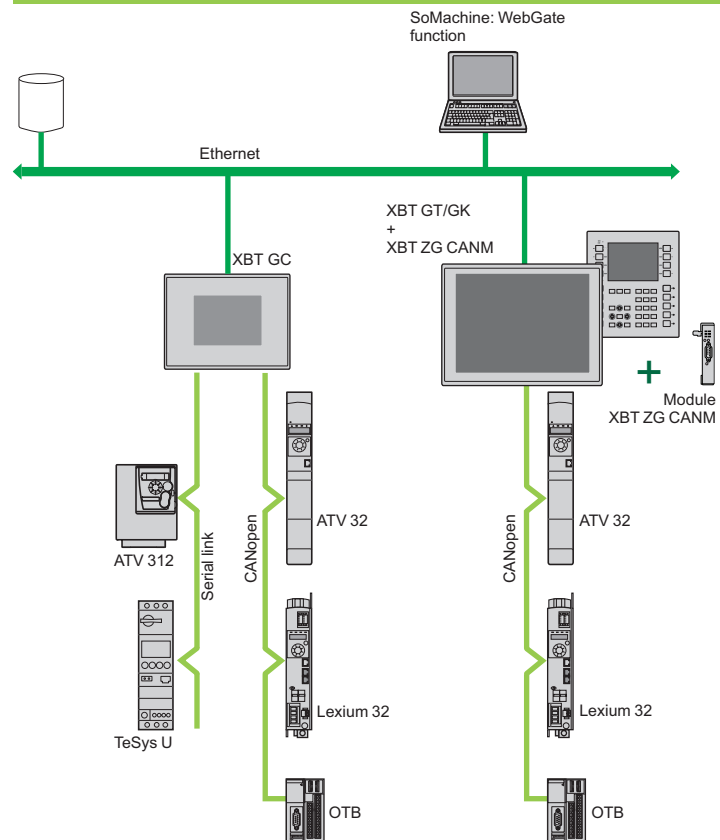 SoMachine: WebGate
function
Ethernet
XBT GT/GK
+
XBT ZG CANM
XBT GC
+
Module
XBT ZG CANM
ATV 312
Serial link
CANopen
ATV 32
CANopen
ATV 32
TeSys U
Lexium 32
Lexium 32
OTB
OTB